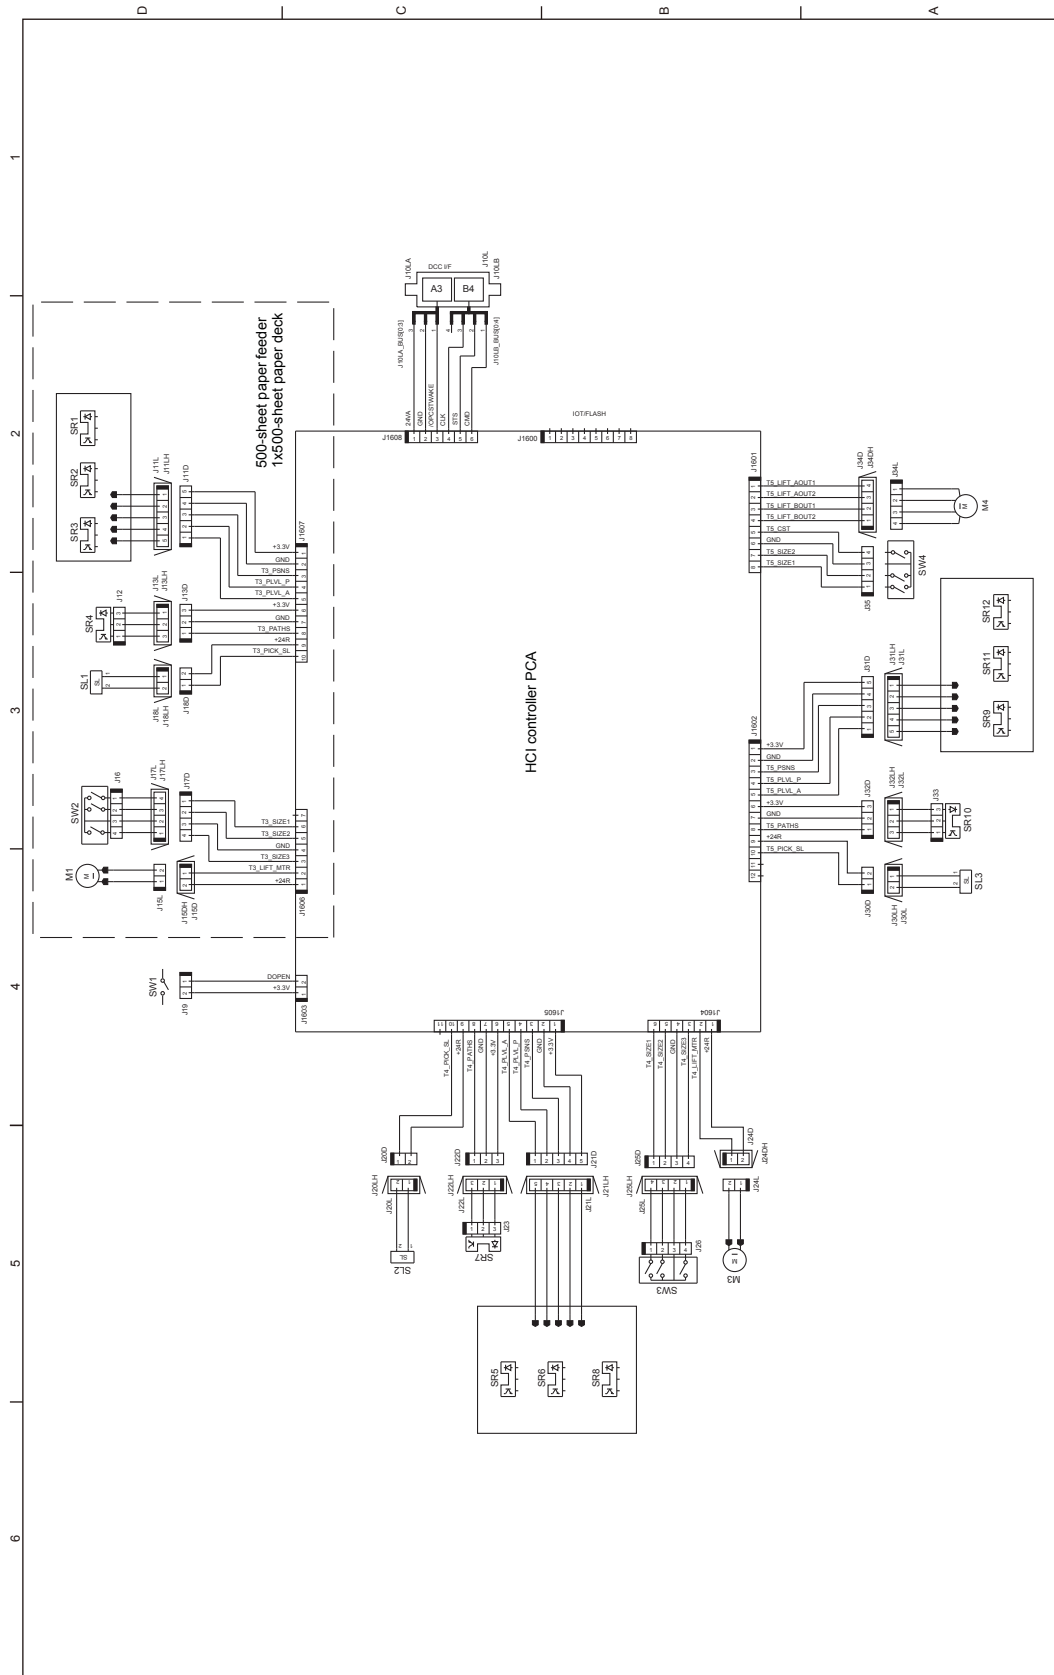 D
C
B
A
1
2
3
4
5
6
500-sheet paper feeder
1x500-sheet paper deck
HCI controller PCA
SR1
SR2
SR3
J11L
J11LH
J11D
J1607
+3.3V
GND
T3_PSNS
T3_PLVL_P
T3_PLVL_A
+3.3V
GND
T3_PATHS
+24R
T3_PICK_SL
SR4
J12
J13L
J13LH
J13D
SL1
SL
J18L
J18LH
J18D
SW2
J16
J17L
J17LH
J17D
T3_SIZE1
T3_SIZE2
GND
T3_SIZE3
T3_LIFT_MTR
+24R
J1606
M1
M
J15L
J15DH
J15D
SW1
J19
DOPEN
+3.3V
J1603
J10LA
DCC I/F
J10L
J10LB
A3
B4
J10LA_BUS[0:3]
J10LB_BUS[0:4]
24VA
GND
/OPCSTWAKE
CLK
STS
CMD
J1608
J1600
IOT/FLASH
J1601
T5_LIFT_AOUT1
T5_LIFT_AOUT2
T5_LIFT_BOUT1
T5_LIFT_BOUT2
T5_CST
GND
T5_SIZE2
T5_SIZE1
J34D
J34DH
J34L
M
M4
J35
SW4
J1602
+3.3V
GND
T5_PSNS
T5_PLVL_P
T5_PLVL_A
+3.3V
GND
T5_PATHS
+24R
T5_PICK_SL
J31D
J31LH
J31L
SR12
SR11
SR9
J32D
J32LH
J32L
J33
SR10
J30D
J30LH
J30L
SL
SL3
J1605
T4_PICK_SL
+24R
T4_PATHS
GND
+3.3V
T4_PLVL_A
T4_PLVL_P
T4_PSNS
GND
+3.3V
J20D
J20LH
J20L
SL
SL2
J22D
J22LH
J22L
J23
SR7
J21D
J21LH
J21L
SR5
SR6
SR8
J1604
T4_SIZE1
T4_SIZE2
GND
T4_SIZE3
T4_LIFT_MTR
+24R
J25D
J25LH
J25L
J26
SW3
J24D
J24DH
J24L
M
M3